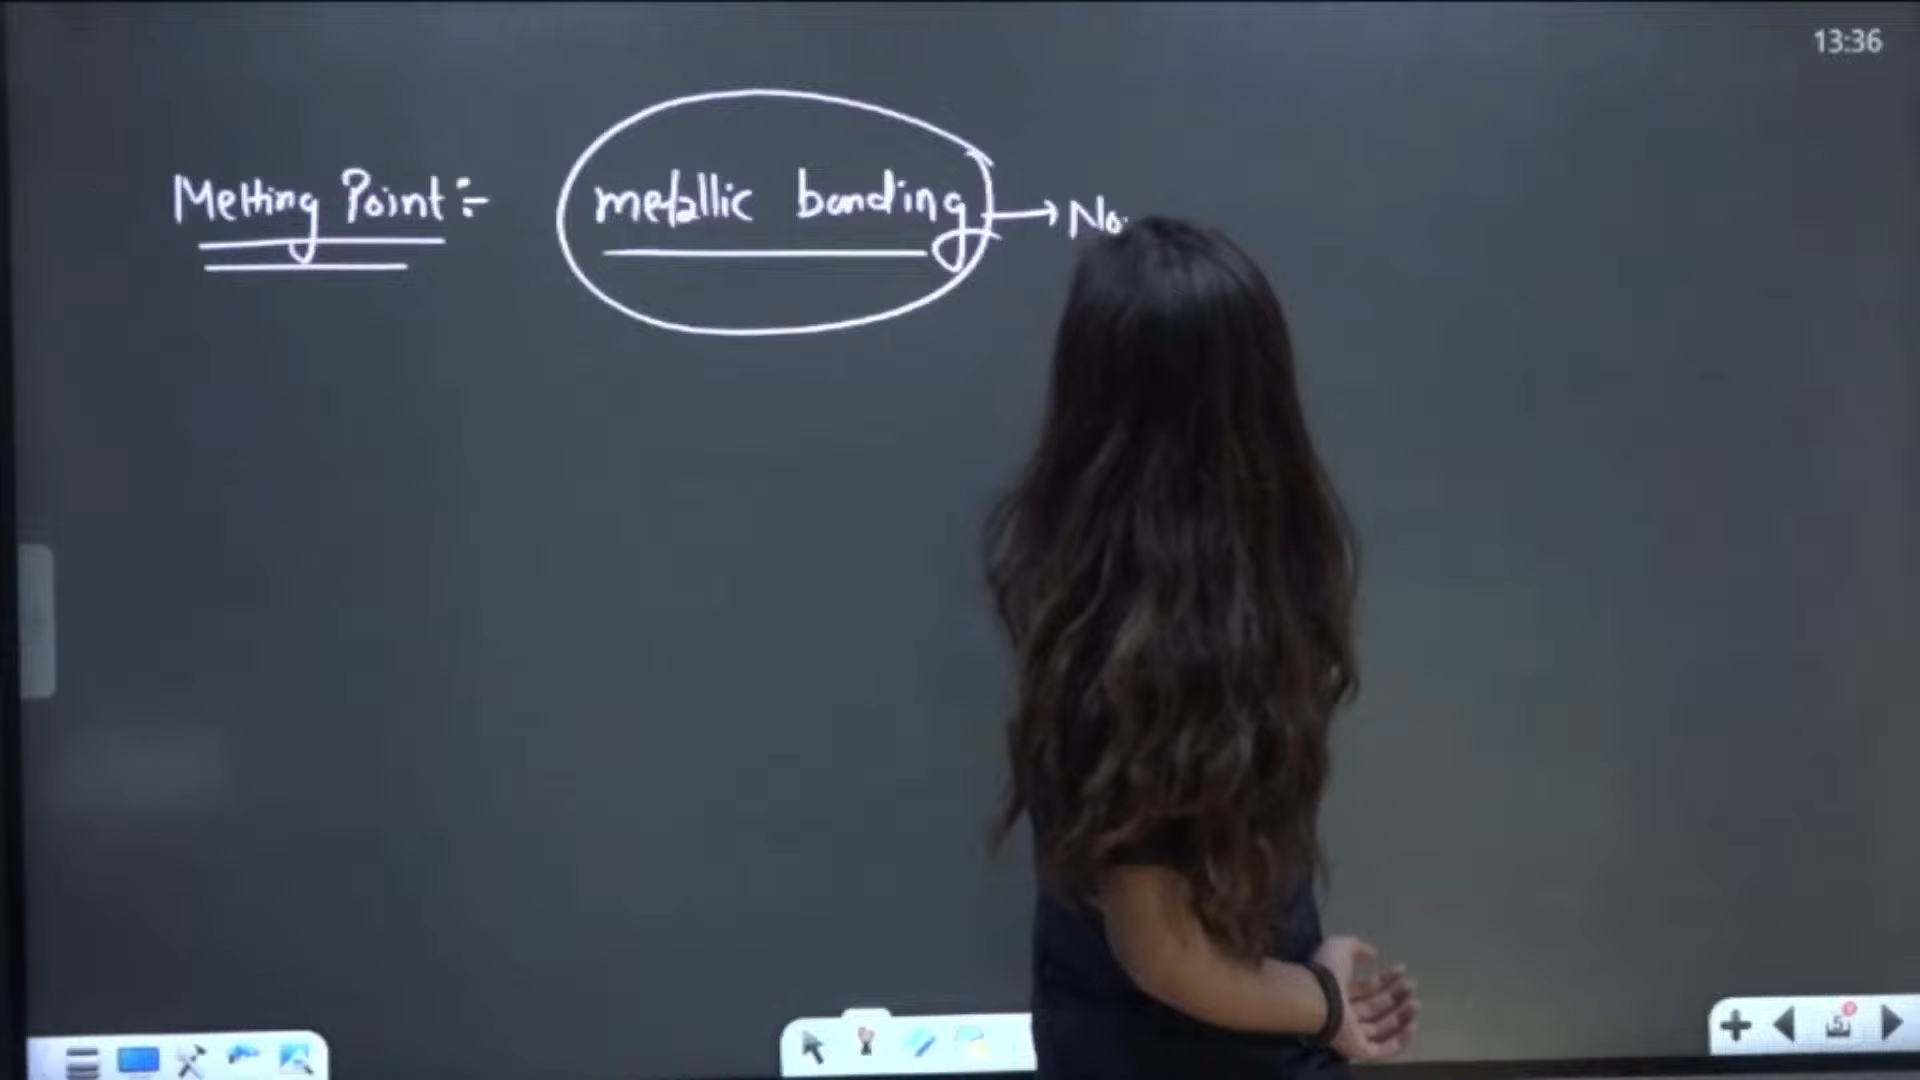 13:36
Melting Point :- metallic bonding → No.